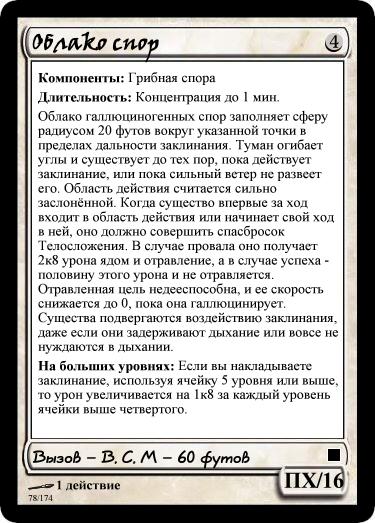 Облако спор
4
Компоненты: Грибная спора
Длительность: Концентрация до 1 мин.
Облако галлюциногенных спор заполняет сферу
радиусом 20 футов вокруг указанной точки в
пределах дальности заклинания. Туман огибает
углы и существует до тех пор, пока действует
заклинание, или пока сильный ветер не развеет
его. Область действия считается сильно
заслонённой. Когда существо впервые за ход
входит в область действия или начинает свой ход
в ней, оно должно совершить спасбросок
Телосложения. В случае провала оно получает
2к8 урона ядом и отравление, а в случае успеха -
половину этого урона и не отравляется.
Отравленная цель недееспособна, и ее скорость
снижается до 0, пока она галлюцинирует.
Существа подвергаются воздействию заклинания,
даже если они задерживают дыхание или вовсе не
нуждаются в дыхании.
На больших уровнях: Если вы накладываете
заклинание, используя ячейку 5 уровня или выше,
то урон увеличивается на 1к8 за каждый уровень
ячейки выше четвертого.
Вызов – В, С, М – 60 футов
ПХ/16
1 действие
78/174